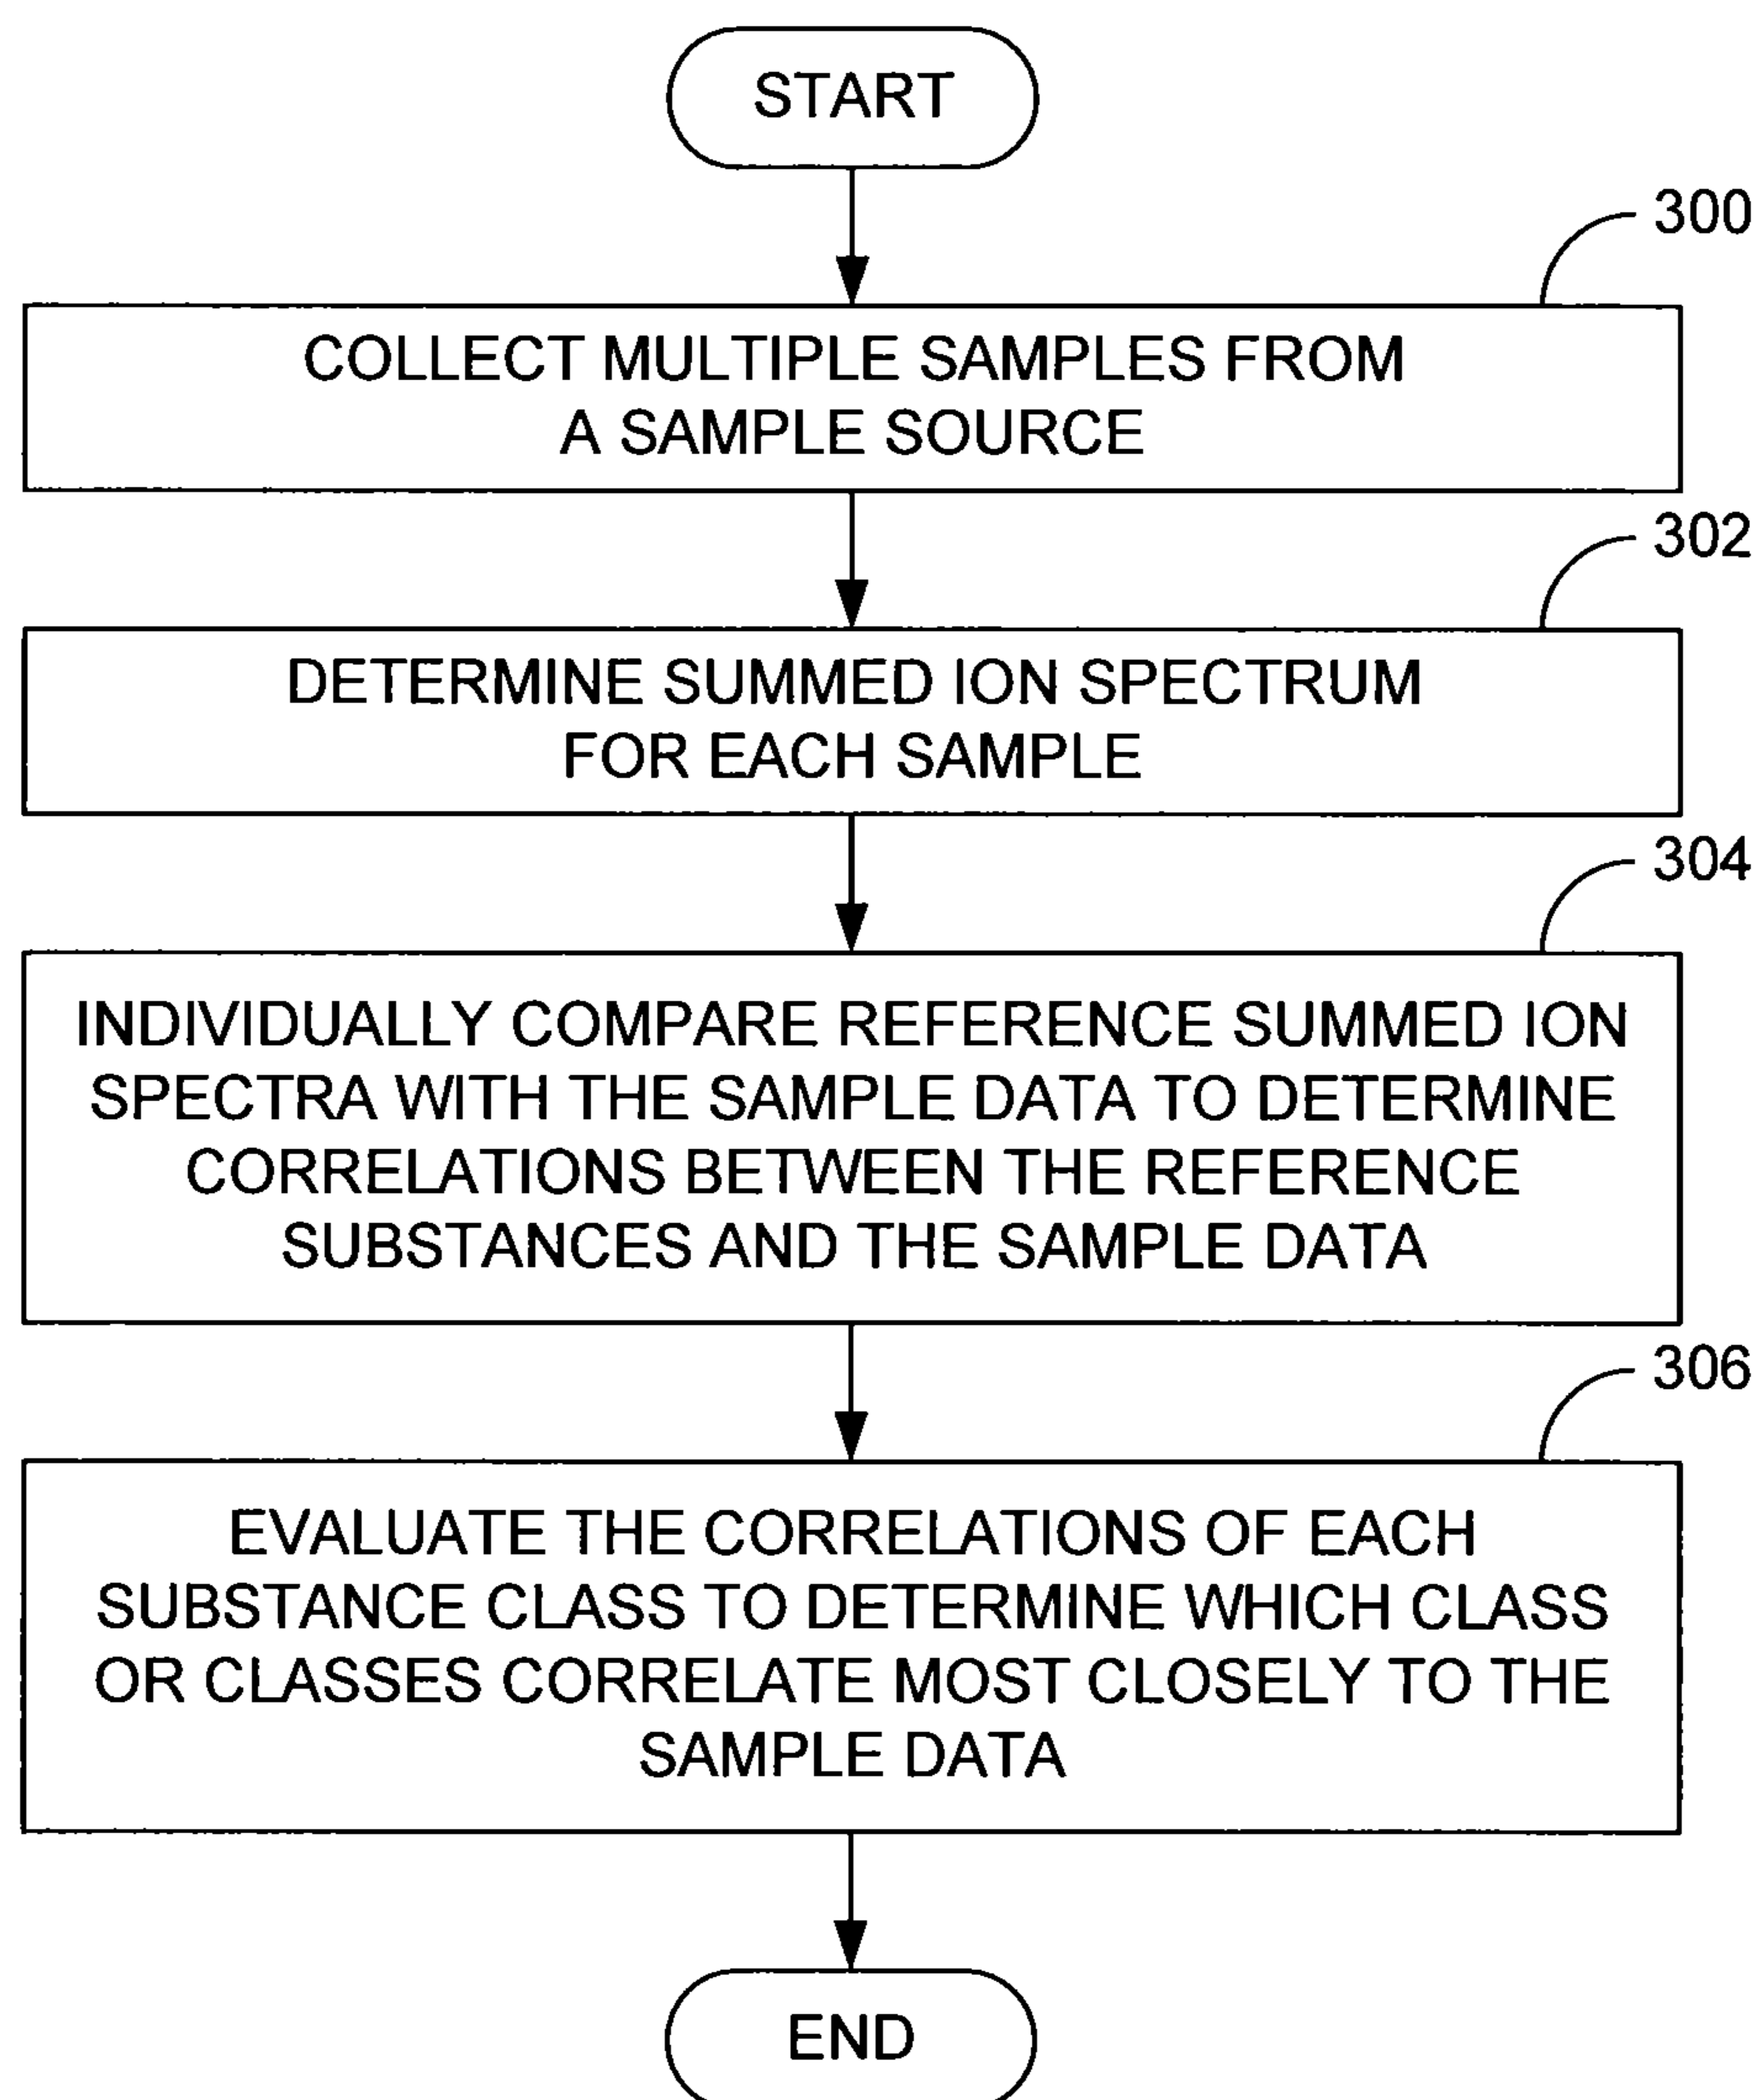 START
300
COLLECT MULTIPLE SAMPLES FROM
A SAMPLE SOURCE
302
DETERMINE SUMMED ION SPECTRUM
FOR EACH SAMPLE
304
INDIVIDUALLY COMPARE REFERENCE SUMMED ION
SPECTRA WITH THE SAMPLE DATA TO DETERMINE
CORRELATIONS BETWEEN THE REFERENCE
SUBSTANCES AND THE SAMPLE DATA
306
EVALUATE THE CORRELATIONS OF EACH
SUBSTANCE CLASS TO DETERMINE WHICH CLASS
OR CLASSES CORRELATE MOST CLOSELY TO THE
SAMPLE DATA
END